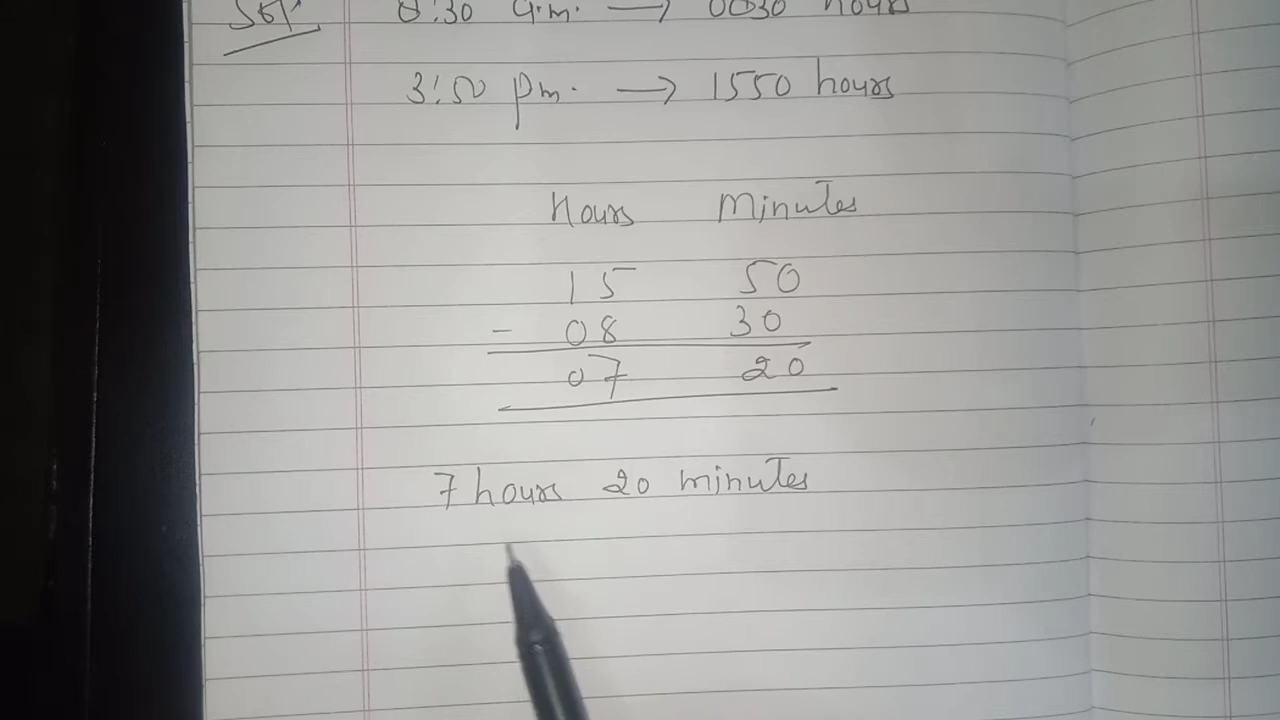 Sol.
8:30 a.m. → 0830 hours
3:50 pm. → 1550 hours
Hours Minutes
15 50
- 08 30
07 20
7 hours 20 minutes